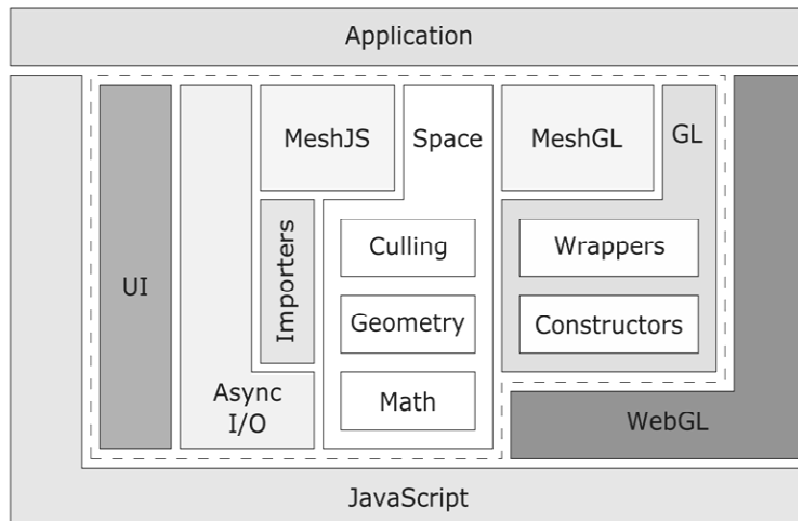 Application
MeshJS
Space
MeshGL
GL
UI
Importers
Culling
Geometry
Math
Wrappers
Constructors
Async
I/O
WebGL
JavaScript